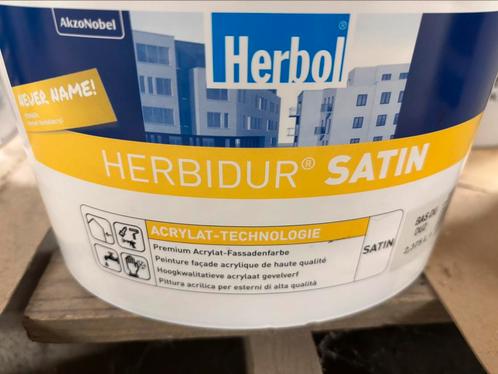 AkzoNobel
Herbol
NEUER NAME!
HERBIDUR® SATIN
ACRYLAT-TECHNOLOGIE
Premium Acrylat-Fassadenfarbe
Peinture façade acrylique de haute qualité
Hoogkwalitatieve acrylaat gevelverf
Pittura acrilica per esterni di alta qualità
SATIN